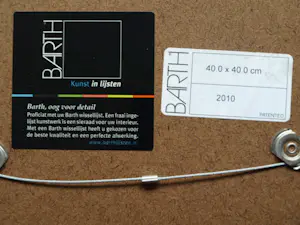 BARTH
Kunst in lijsten
Barth, oog voor detail
Proficiat met uw Barth wissellijst. Een fraai inge-
lijst kunstwerk is een sieraad voor uw interieur.
Met een Barth wissellijst heeft u gekozen voor
de beste kwaliteit en een perfecte afwerking.
www.barthlijsten.nl
BARTH
40.0 x 40.0 cm
2010